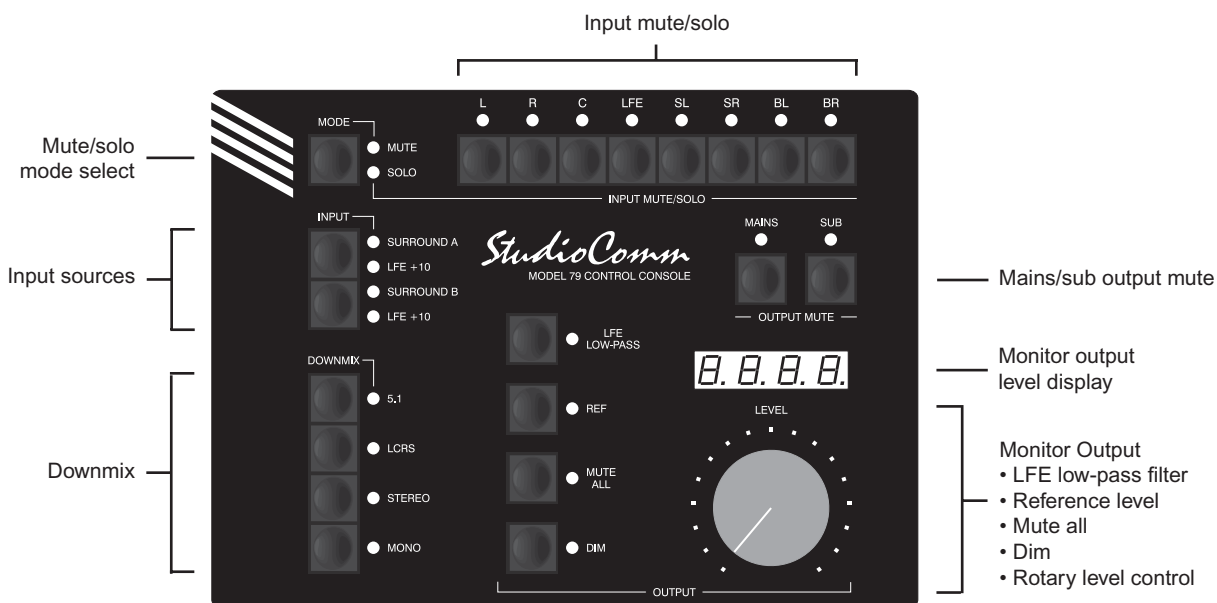 Input mute/solo
L R C LFE SL SR BL BR
MODE
MUTE
SOLO
INPUT MUTE/SOLO
Mute/solo
mode select
INPUT
SURROUND A
LFE +10
SURROUND B
LFE +10
Input sources
StudioComm
MODEL 79 CONTROL CONSOLE
MAINS SUB
OUTPUT MUTE
Mains/sub output mute
LFE
LOW-PASS
REF
MUTE
ALL
DIM
8.8.8.8.
Monitor output
level display
DOWNMIX
5.1
LCRS
STEREO
MONO
Downmix
LEVEL
OUTPUT
Monitor Output
• LFE low-pass filter
• Reference level
• Mute all
• Dim
• Rotary level control